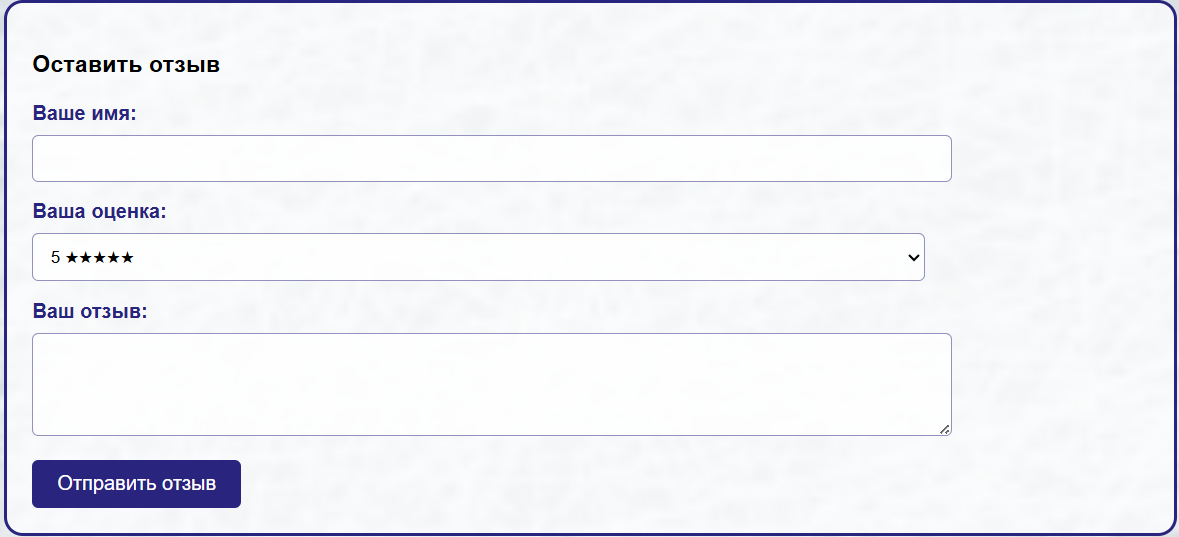 Оставить отзыв
Ваше имя:
Ваша оценка:
5 ★★★★★
Ваш отзыв:
Отправить отзыв